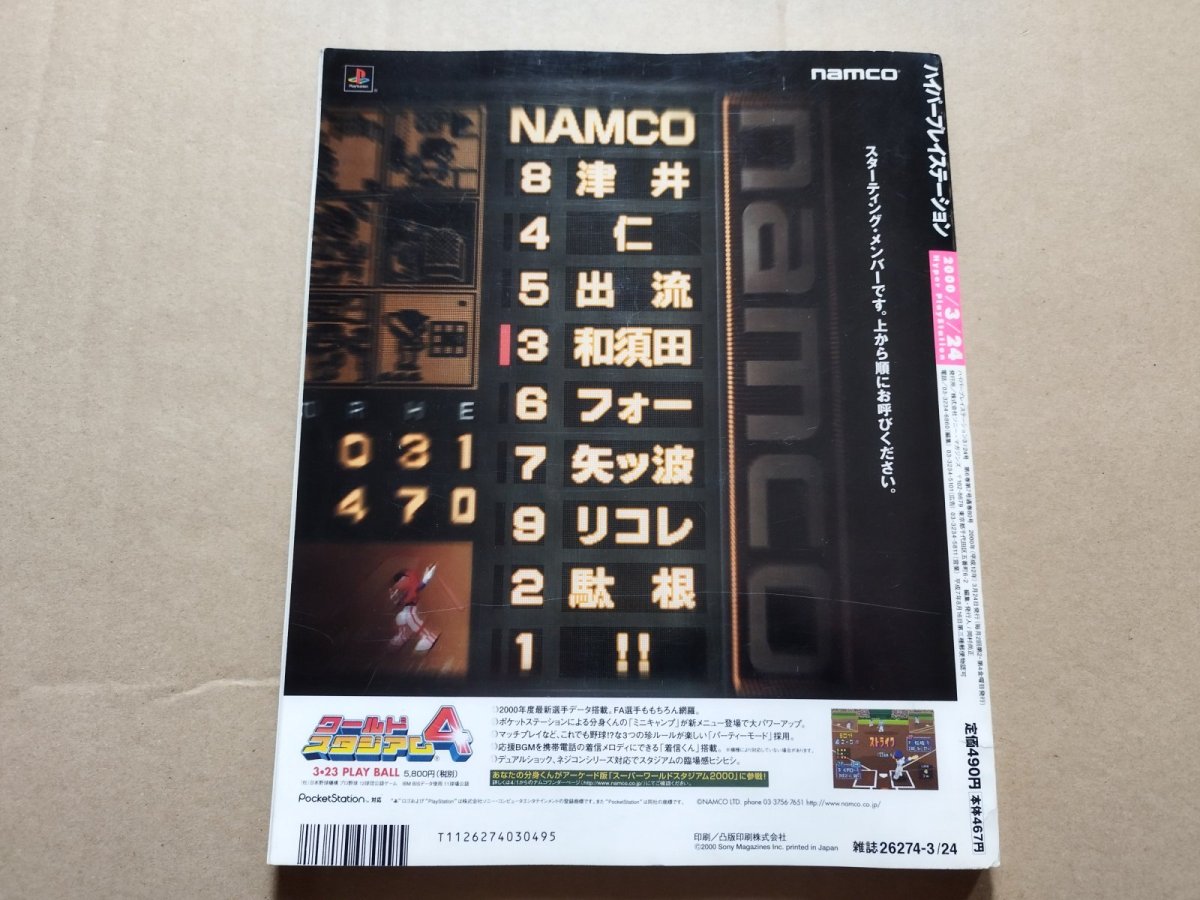 PlayStation
namco
NAMCO
8 津井
4 仁
5 出流
3 和須田
6 フォー
7 矢ッ波
9 リコレ
2 駄根
1 !!
R H E
0 3 1
4 7 0
スターティング・メンバーです。上から順にお呼びください。
namco
ハイパープレイステーション
2000/3/24
Hyper PlayStation
定価490円 本体467円
ワールドスタジアム4
3・23 PLAY BALL 5,800円(税別)
PocketStation 対応
2000年度最新選手データ搭載。FA選手ももちろん網羅。
ポケットステーションによる分身くんの「ミニキャンプ」が新メニュー登場で大パワーアップ。
マッチプレイなど、これでも野球!?な3つの珍ルールが楽しい「パーティーモード」採用。
応援BGMを携帯電話の着信メロディにできる「着信くん」搭載。
デュアルショック、ネジコンシリーズ対応でスタジアムの臨場感ヒシヒシ。
あなたの分身くんがアーケード版「スーパーワールドスタジアム2000」に参戦!
ストライク
©NAMCO LTD. phone 03 3756 7651 http://www.namco.co.jp/
T1126274030495
印刷/凸版印刷株式会社
©2000 Sony Magazines Inc. printed in Japan
雑誌26274-3/24